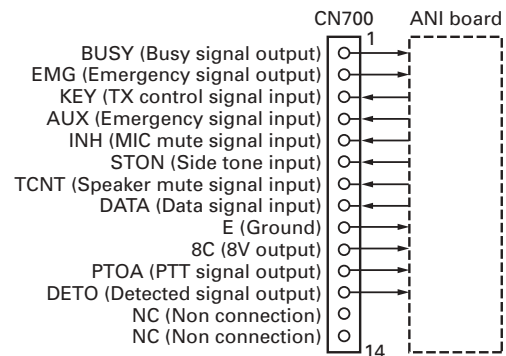 CN700 ANI board
1
BUSY (Busy signal output)
EMG (Emergency signal output)
KEY (TX control signal input)
AUX (Emergency signal input)
INH (MIC mute signal input)
STON (Side tone input)
TCNT (Speaker mute signal input)
DATA (Data signal input)
E (Ground)
8C (8V output)
PTOA (PTT signal output)
DETO (Detected signal output)
NC (Non connection)
NC (Non connection)
14